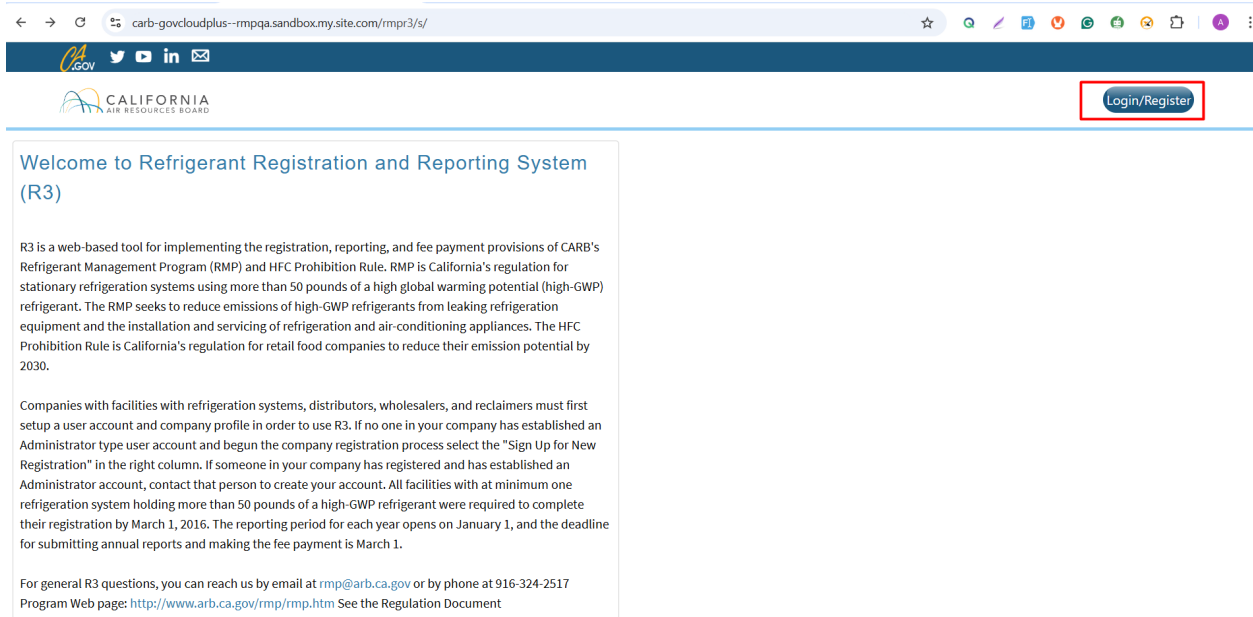 carb-govcloudplus--rmpqa.sandbox.my.site.com/rmpr3/s/
A
CA
.GOV
CALIFORNIA
AIR RESOURCES BOARD
Login/Register
Welcome to Refrigerant Registration and Reporting System
(R3)
R3 is a web-based tool for implementing the registration, reporting, and fee payment provisions of CARB's
Refrigerant Management Program (RMP) and HFC Prohibition Rule. RMP is California's regulation for
stationary refrigeration systems using more than 50 pounds of a high global warming potential (high-GWP)
refrigerant. The RMP seeks to reduce emissions of high-GWP refrigerants from leaking refrigeration
equipment and the installation and servicing of refrigeration and air-conditioning appliances. The HFC
Prohibition Rule is California's regulation for retail food companies to reduce their emission potential by
2030.
Companies with facilities with refrigeration systems, distributors, wholesalers, and reclaimers must first
setup a user account and company profile in order to use R3. If no one in your company has established an
Administrator type user account and begun the company registration process select the "Sign Up for New
Registration" in the right column. If someone in your company has registered and has established an
Administrator account, contact that person to create your account. All facilities with at minimum one
refrigeration system holding more than 50 pounds of a high-GWP refrigerant were required to complete
their registration by March 1, 2016. The reporting period for each year opens on January 1, and the deadline
for submitting annual reports and making the fee payment is March 1.
For general R3 questions, you can reach us by email at rmp@arb.ca.gov or by phone at 916-324-2517
Program Web page: http://www.arb.ca.gov/rmp/rmp.htm See the Regulation Document